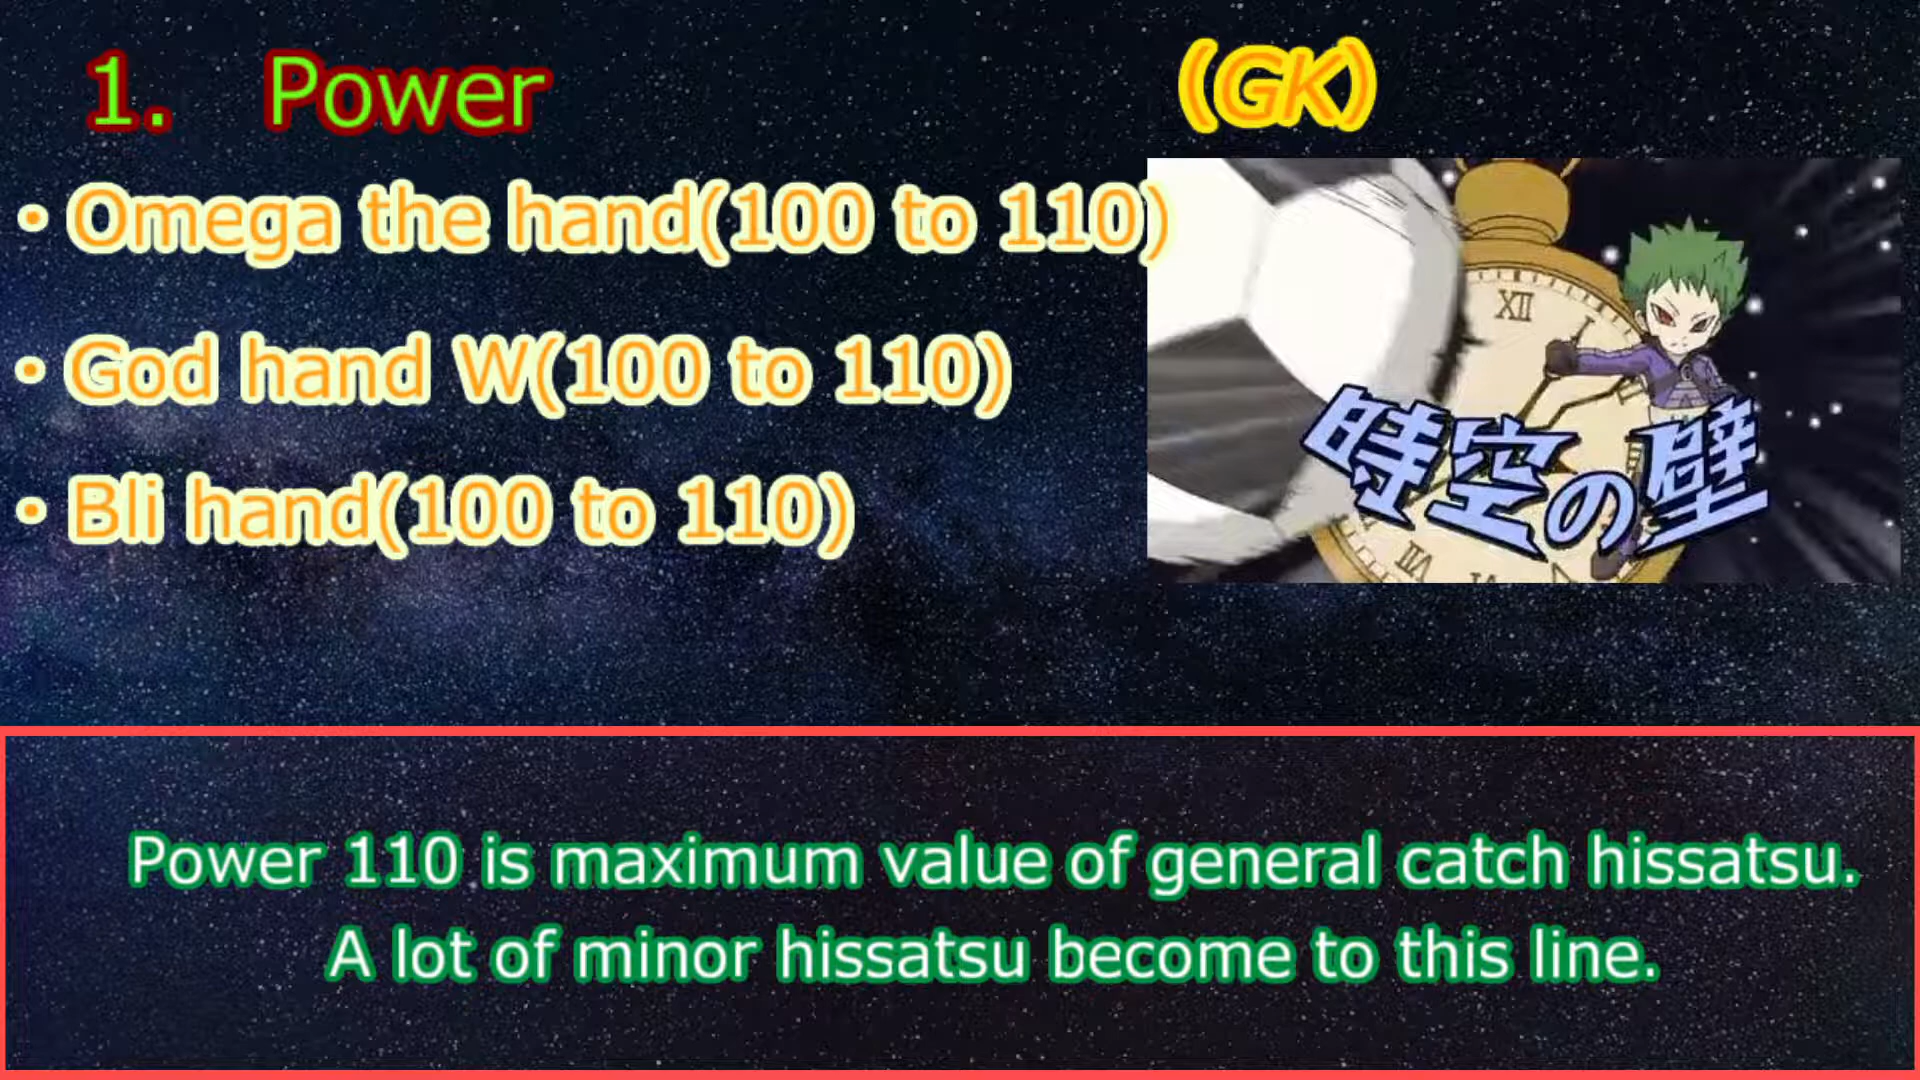 1. Power
(GK)
• Omega the hand(100 to 110)
• God hand W(100 to 110)
• Bli hand(100 to 110)
XII
I
時空の壁
VII
Power 110 is maximum value of general catch hissatsu.
A lot of minor hissatsu become to this line.